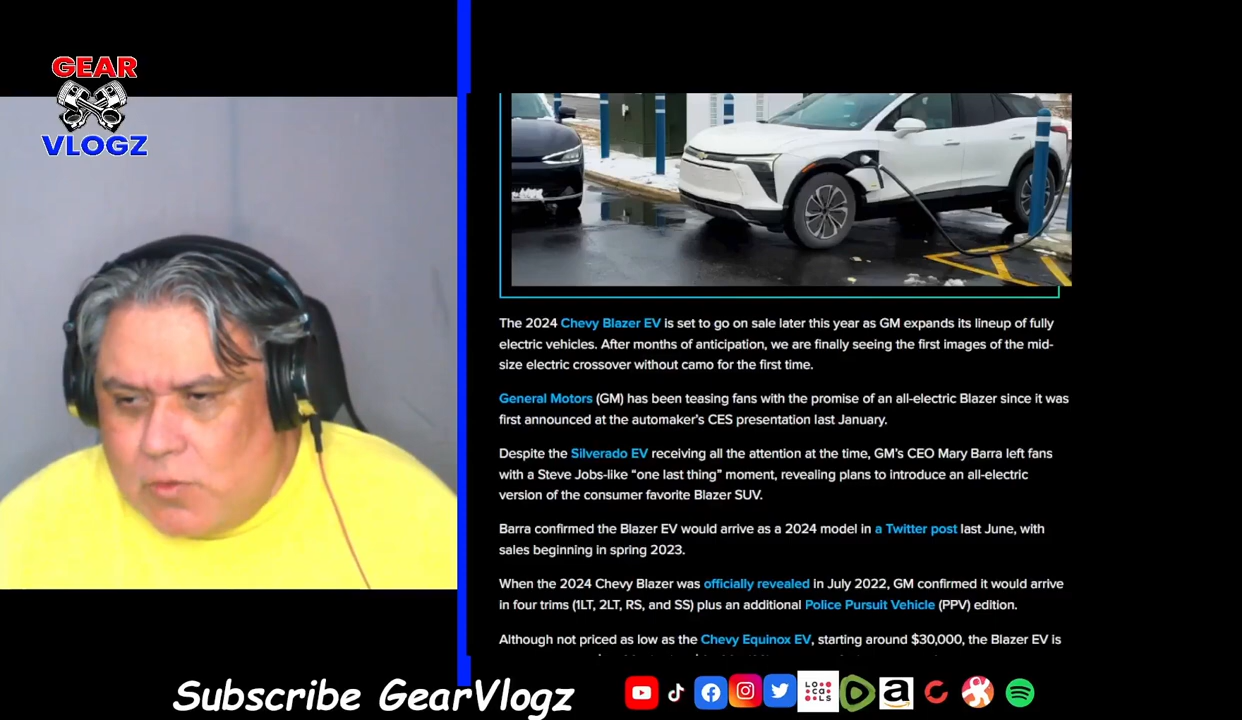 GEAR
VLOGZ
The 2024 Chevy Blazer EV is set to go on sale later this year as GM expands its lineup of fully
electric vehicles. After months of anticipation, we are finally seeing the first images of the mid-
size electric crossover without camo for the first time.
General Motors (GM) has been teasing fans with the promise of an all-electric Blazer since it was
first announced at the automaker's CES presentation last January.
Despite the Silverado EV receiving all the attention at the time, GM's CEO Mary Barra left fans
with a Steve Jobs-like “one last thing” moment, revealing plans to introduce an all-electric
version of the consumer favorite Blazer SUV.
Barra confirmed the Blazer EV would arrive as a 2024 model in a Twitter post last June, with
sales beginning in spring 2023.
When the 2024 Chevy Blazer was officially revealed in July 2022, GM confirmed it would arrive
in four trims (1LT, 2LT, RS, and SS) plus an additional Police Pursuit Vehicle (PPV) edition.
Although not priced as low as the Chevy Equinox EV, starting around $30,000, the Blazer EV is
Subscribe GearVlogz
LO
CA
LS